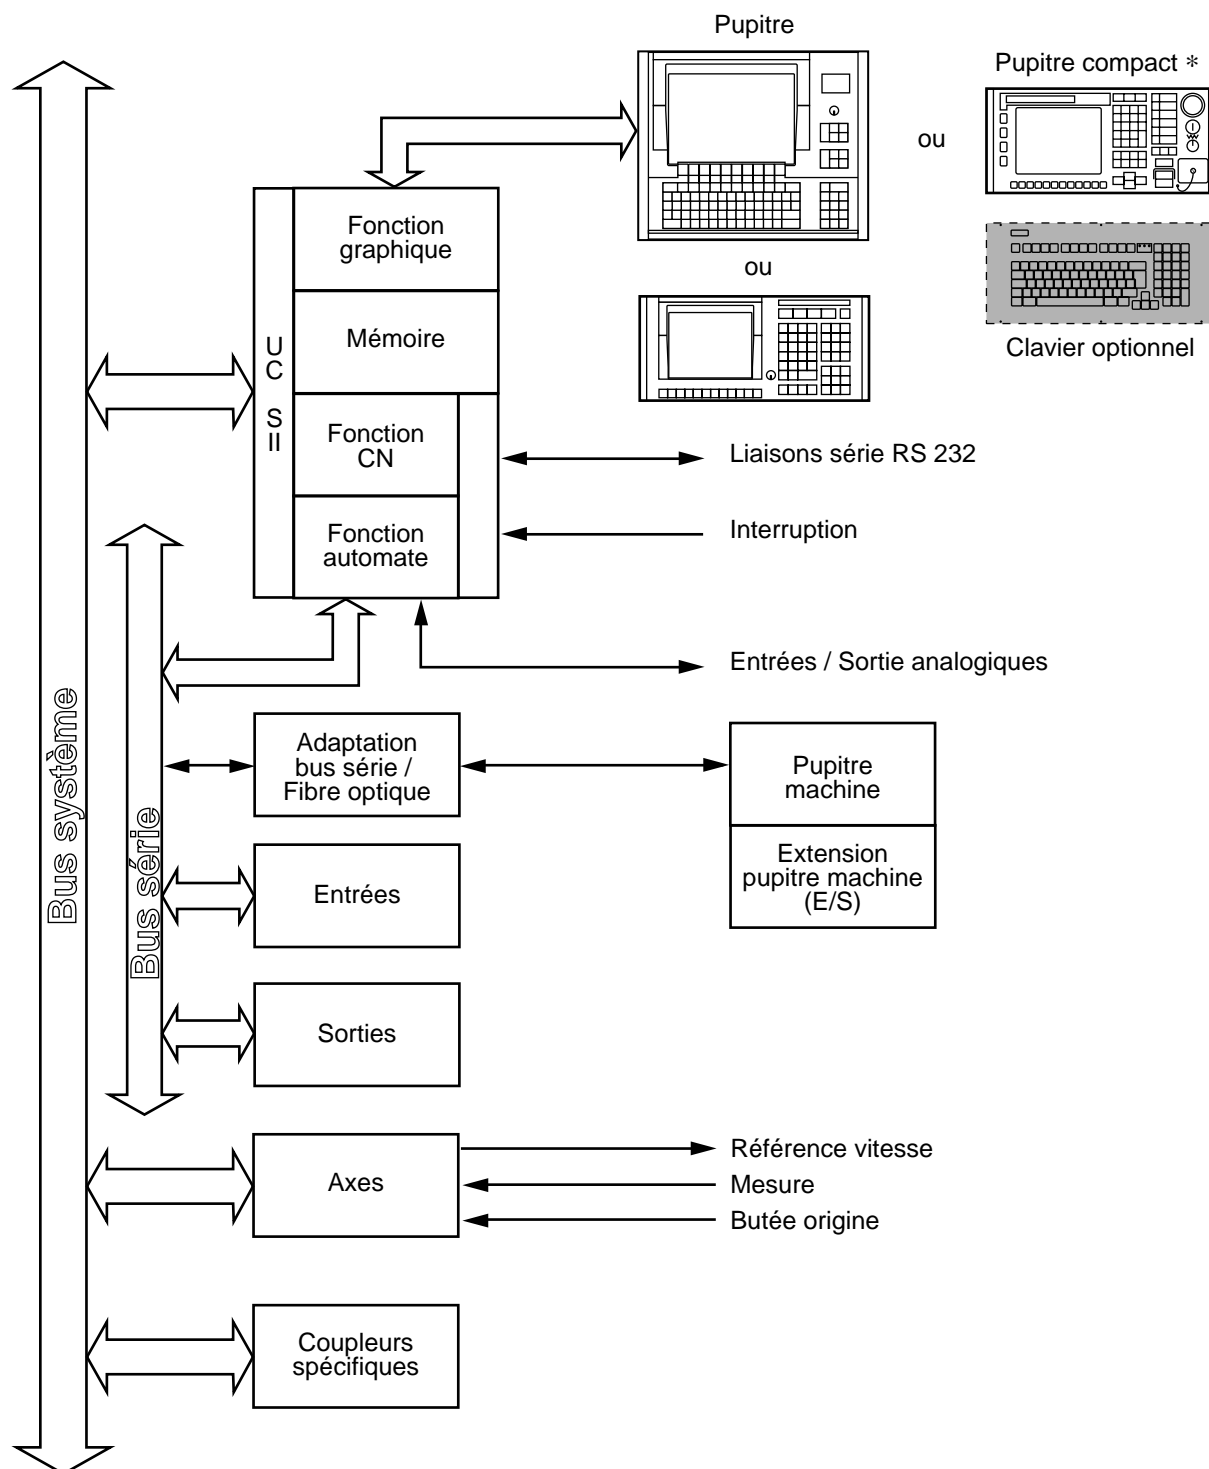 Pupitre
Pupitre compact *
ou
ou
Clavier optionnel
Fonction
graphique
Mémoire
UC SII
Fonction
CN
Fonction
automate
Liaisons série RS 232
Interruption
Entrées / Sortie analogiques
Bus système
Bus série
Adaptation
bus série /
Fibre optique
Pupitre
machine
Extension
pupitre machine
(E/S)
Entrées
Sorties
Axes
Référence vitesse
Mesure
Butée origine
Coupleurs
spécifiques